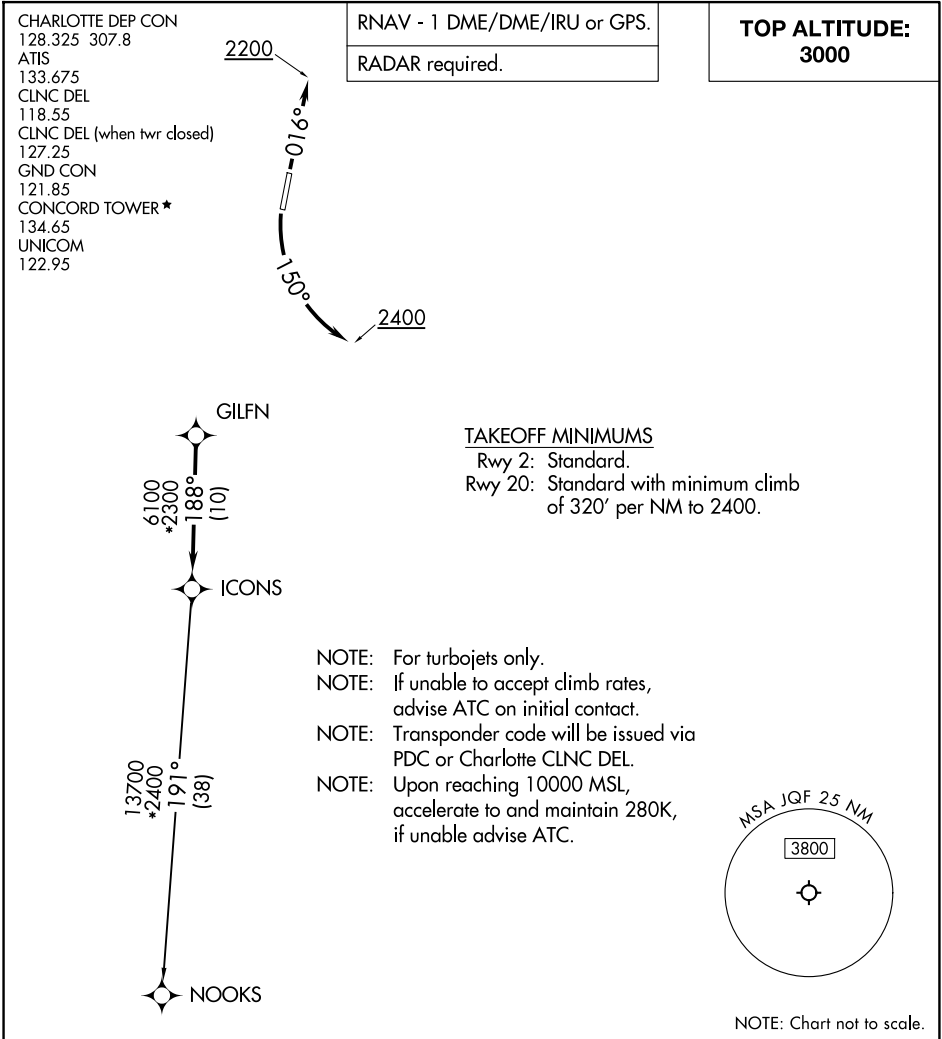 CHARLOTTE DEP CON
128.325 307.8
ATIS
133.675
CLNC DEL
118.55
CLNC DEL (when twr closed)
127.25
GND CON
121.85
CONCORD TOWER★
134.65
UNICOM
122.95
RNAV - 1 DME/DME/IRU or GPS.
RADAR required.
TOP ALTITUDE:
3000
2200
016°
150°
2400
GILFN
6100
*2300
188°
(10)
ICONS
13700
*2400
191°
(38)
NOOKS
TAKEOFF MINIMUMS
Rwy 2: Standard.
Rwy 20: Standard with minimum climb
of 320' per NM to 2400.
NOTE: For turbojets only.
NOTE: If unable to accept climb rates,
advise ATC on initial contact.
NOTE: Transponder code will be issued via
PDC or Charlotte CLNC DEL.
NOTE: Upon reaching 10000 MSL,
accelerate to and maintain 280K,
if unable advise ATC.
MSA JQF 25 NM
3800
NOTE: Chart not to scale.